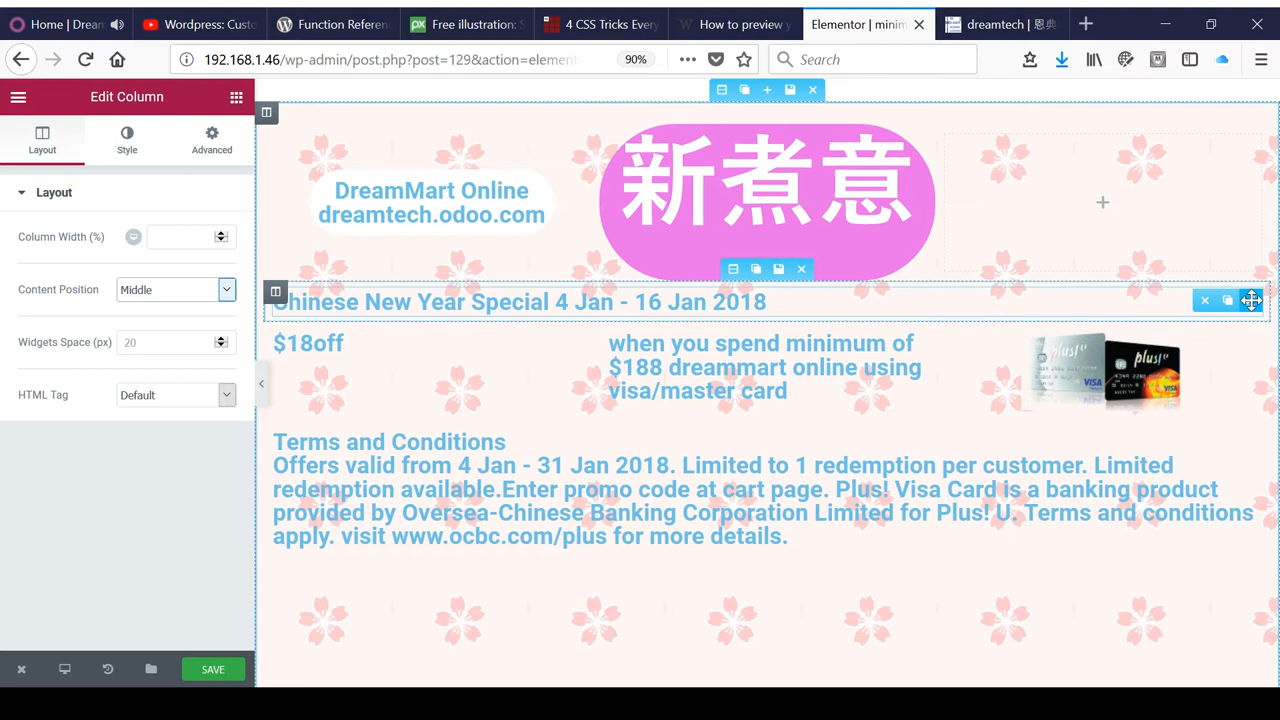 Home | Dream
Wordpress: Custo
Function Referen
Free illustration: S
4 CSS Tricks Every
How to preview y
Elementor | minim
dreamtech | 恩典
192.168.1.46/wp-admin/post.php?post=129&action=element
90%
Search
Edit Column
Layout
Style
Advanced
Layout
Column Width (%)
Content Position
Middle
Widgets Space (px)
20
HTML Tag
Default
SAVE
DreamMart Online
dreamtech.odoo.com
新煮意
Chinese New Year Special 4 Jan - 16 Jan 2018
$18off
when you spend minimum of
$188 dreammart online using
visa/master card
plus!
VISA
plus!
VISA
Terms and Conditions
Offers valid from 4 Jan - 31 Jan 2018. Limited to 1 redemption per customer. Limited
redemption available.Enter promo code at cart page. Plus! Visa Card is a banking product
provided by Oversea-Chinese Banking Corporation Limited for Plus! U. Terms and conditions
apply. visit www.ocbc.com/plus for more details.